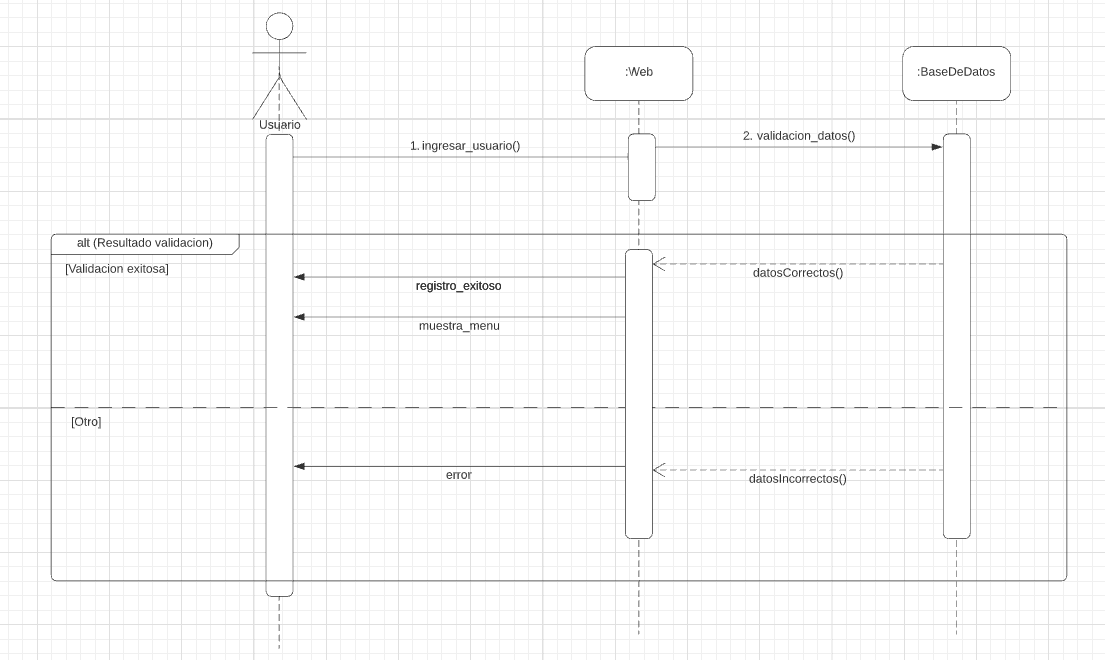 :Web
:BaseDeDatos
Usuario
1. ingresar_usuario()
2. validacion_datos()
alt (Resultado validacion)
[Validacion exitosa]
datosCorrectos()
registro_exitoso
muestra_menu
[Otro]
error
datosIncorrectos()